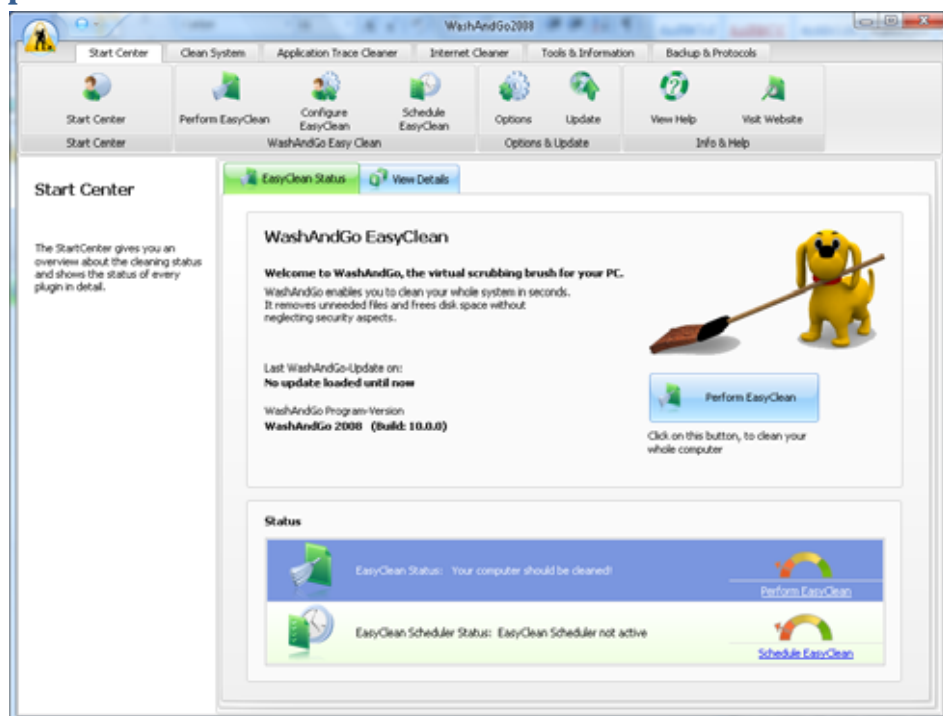 WashAndGo2008
Start Center
Clean System
Application Trace Cleaner
Internet Cleaner
Tools & Information
Backup & Protocols
Start Center
Perform EasyClean
Configure
EasyClean
Schedule
EasyClean
Options
Update
View Help
Visit Website
Start Center
WashAndGo Easy Clean
Options & Update
Info & Help
Start Center
The StartCenter gives you an
overview about the cleaning status
and shows the status of every
plugin in detail.
EasyClean Status
View Details
WashAndGo EasyClean
Welcome to WashAndGo, the virtual scrubbing brush for your PC.
WashAndGo enables you to clean your whole system in seconds.
It removes unneeded files and frees disk space without
neglecting security aspects.
Last WashAndGo-Update on:
No update loaded until now
WashAndGo Program-Version
WashAndGo 2008 (Build: 10.0.0)
Perform EasyClean
Click on this button, to clean your
whole computer
Status
EasyClean Status: Your computer should be cleaned!
Perform EasyClean
EasyClean Scheduler Status: EasyClean Scheduler not active
Schedule EasyClean